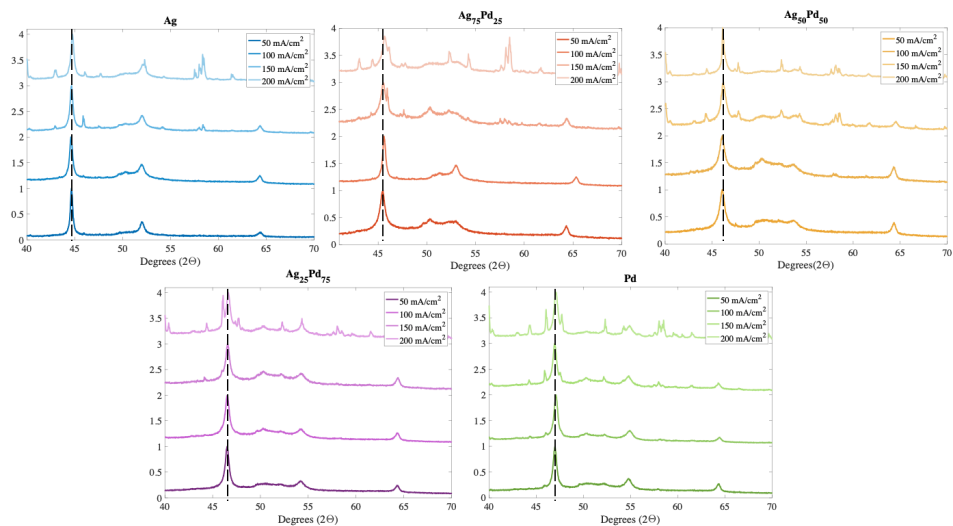 Ag
4
3.5
3
2.5
2
1.5
1
0.5
0
40 45 50 55 60 65 70
Degrees (2Θ)
50 mA/cm²
100 mA/cm²
150 mA/cm²
200 mA/cm²
Ag₇₅Pd₂₅
4
3.5
3
2.5
2
1.5
1
0.5
0
45 50 55 60 65 70
Degrees (2Θ)
50 mA/cm²
100 mA/cm²
150 mA/cm²
200 mA/cm²
Ag₅₀Pd₅₀
4
3.5
3
2.5
2
1.5
1
0.5
0
40 45 50 55 60 65 70
Degrees(2Θ)
50 mA/cm²
100 mA/cm²
150 mA/cm²
200 mA/cm²
Ag₂₅Pd₇₅
4
3.5
3
2.5
2
1.5
1
0.5
0
40 45 50 55 60 65 70
Degrees (2Θ)
50 mA/cm²
100 mA/cm²
150 mA/cm²
200 mA/cm²
Pd
4
3.5
3
2.5
2
1.5
1
0.5
0
40 45 50 55 60 65 70
Degrees (2Θ)
50 mA/cm²
100 mA/cm²
150 mA/cm²
200 mA/cm²